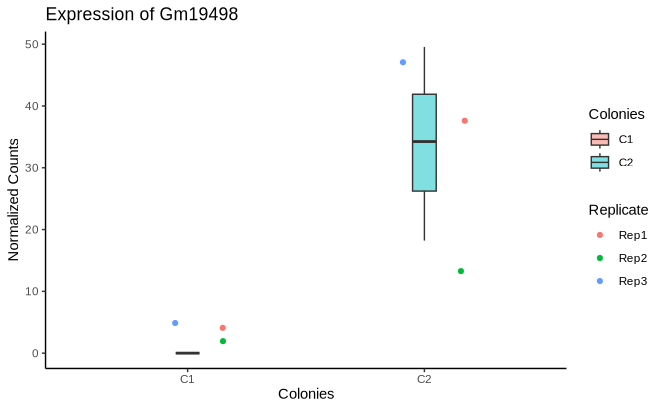 Expression of Gm19498
Normalized Counts
50
40
30
20
10
0
C1
C2
Colonies
Colonies
C1
C2
Replicate
Rep1
Rep2
Rep3